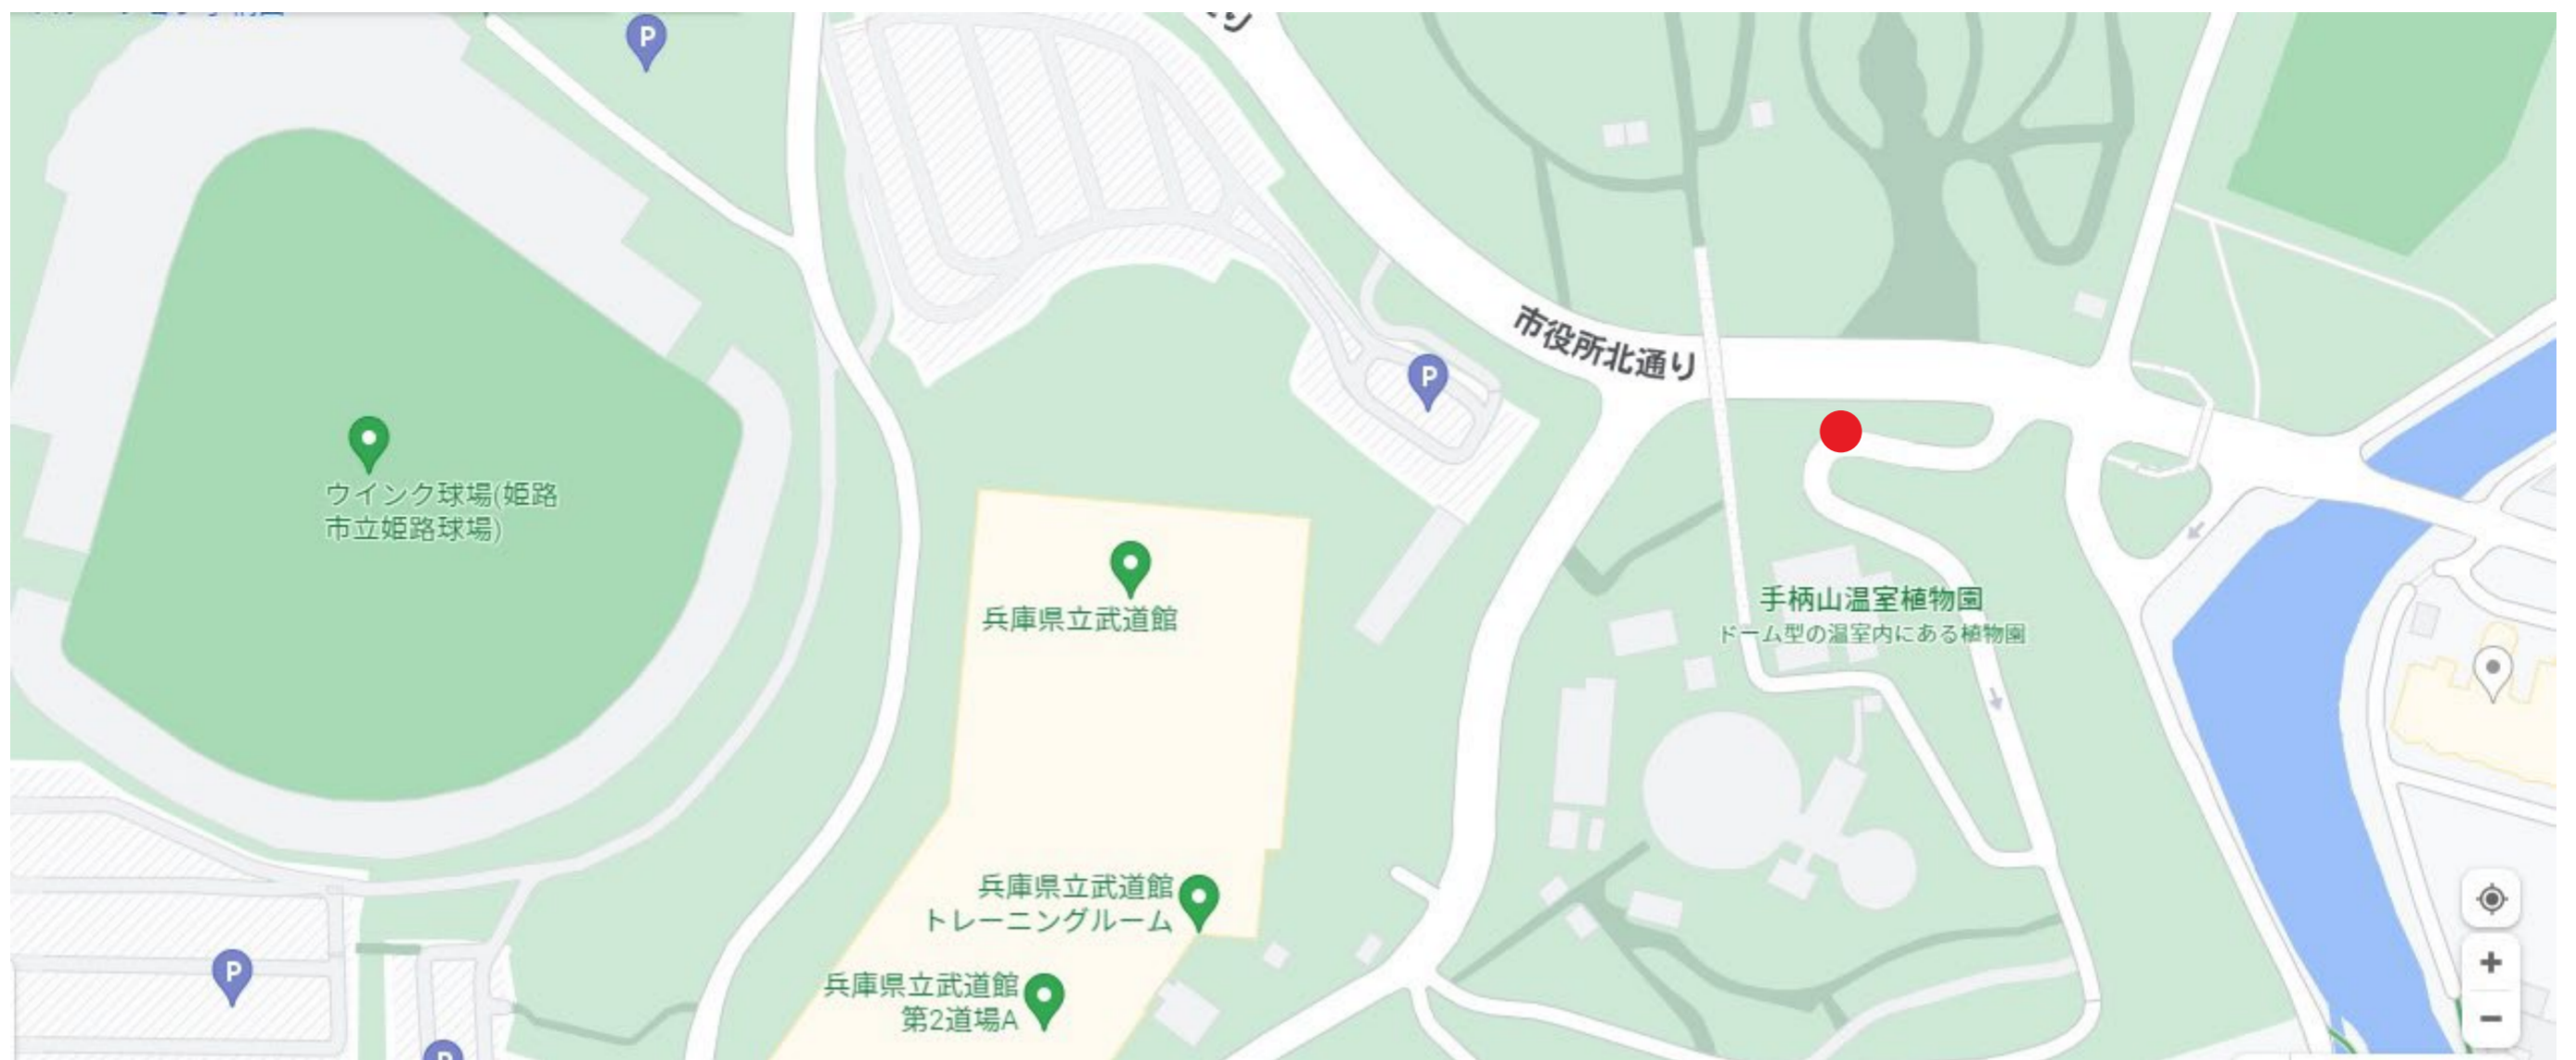 P
市役所北通り
P
ウインク球場(姫路
市立姫路球場)
兵庫県立武道館
手柄山温室植物園
ドーム型の温室内にある植物園
兵庫県立武道館
トレーニングルーム
兵庫県立武道館
第2道場A
P
+
−